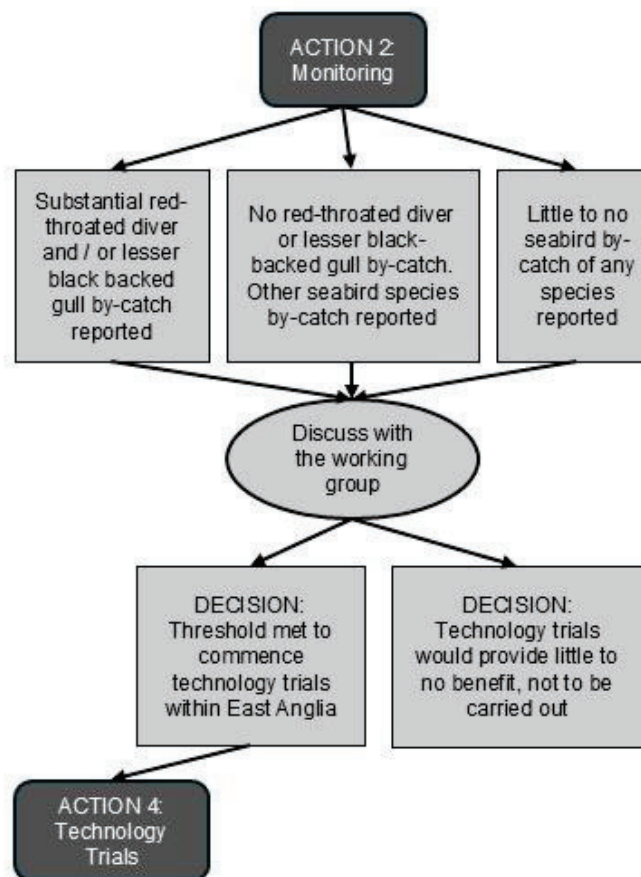 ACTION 2:
Monitoring
Substantial red-
throated diver
and / or lesser
black backed
gull by-catch
reported
No red-throated diver
or lesser black-
backed gull by-catch.
Other seabird species
by-catch reported
Little to no
seabird by-
catch of any
species
reported
Discuss with
the working
group
DECISION:
Threshold met to
commence
technology trials
within East Anglia
DECISION:
Technology trials
would provide little to
no benefit, not to be
carried out
ACTION 4:
Technology
Trials